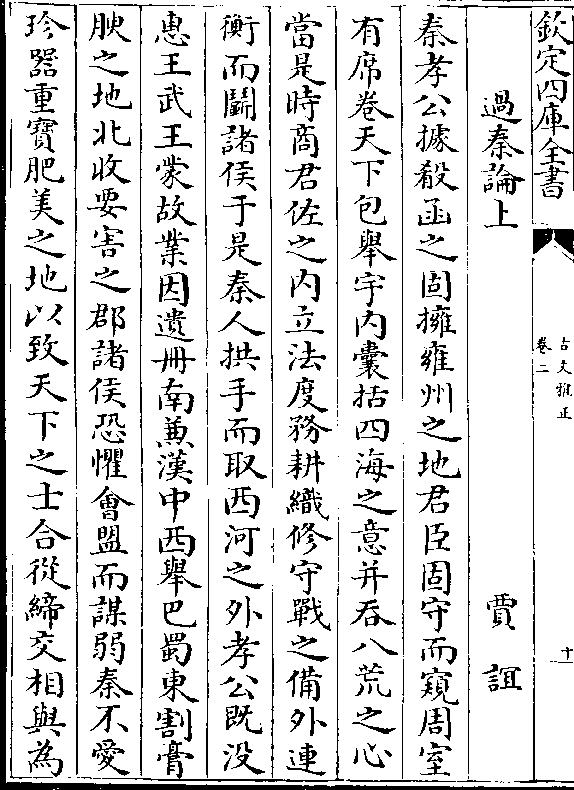 欽定四庫全書
古文雅正
卷二
十
過秦論上
賈誼
秦孝公據殽函之固擁雍州之地君臣固守而窺周室
有席卷天下包舉宇内囊括四海之意并吞八荒之心
當是時商君佐之内立法度務耕織修守戰之備外連
衡而鬭諸侯于是秦人拱手而取西河之外孝公既没
惠王武王蒙故業因遺册南兼漢中西舉巴蜀東割膏
腴之地北收要害之郡諸侯恐懼會盟而謀弱秦不愛
珍器重寶肥美之地以致天下之士合從締交相與為